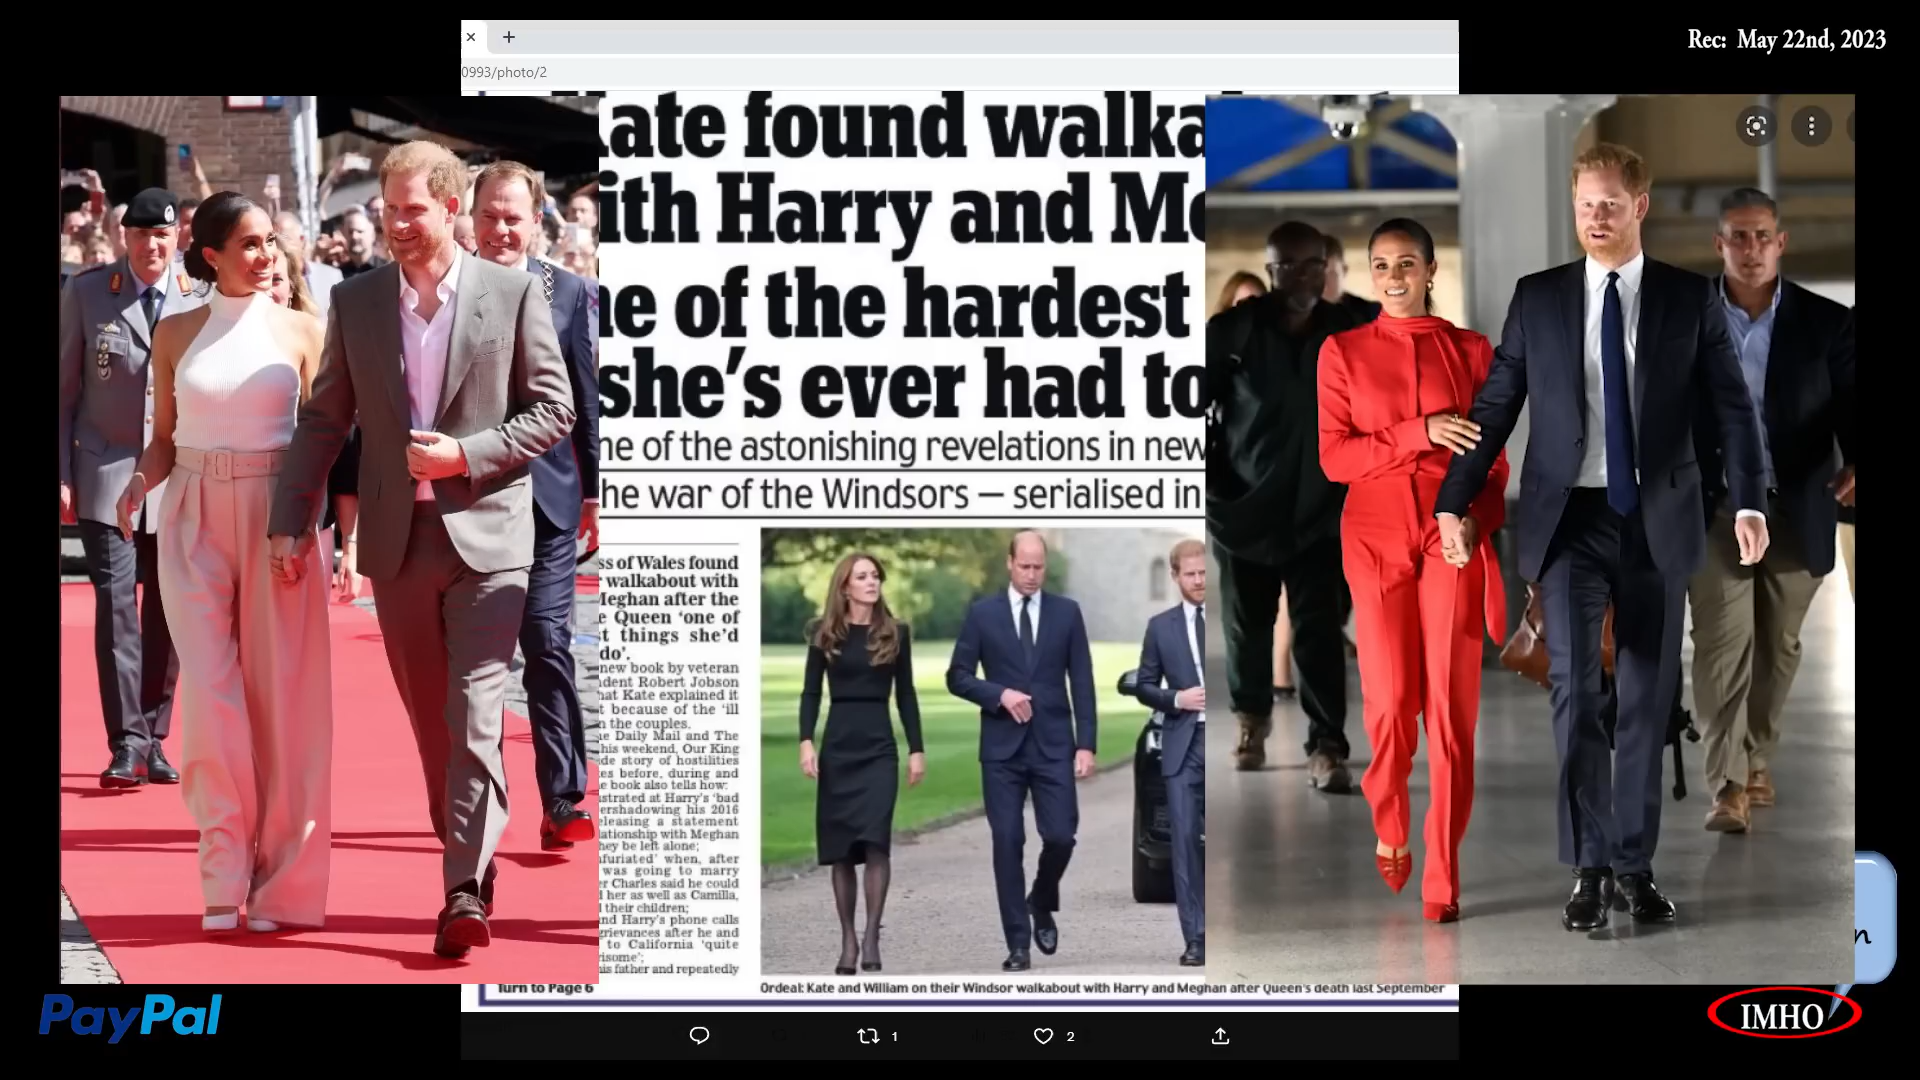 Rec: May 22nd, 2023
0993/photo/2
ate found walka
ith Harry and Me
ne of the hardest
she's ever had to
ne of the astonishing revelations in new
he war of the Windsors – serialised in
ss of Wales found
walkabout with
Meghan after the
e Queen 'one of
t things she'd
do'.
new book by veteran
ndent Robert Jobson
hat Kate explained it
t because of the 'ill
n the couples.
e Daily Mail and The
his weekend, Our King
de story of hostilities
es before, during and
e book also tells how:
strated at Harry's 'bad
ershadowing his 2016
eleasing a statement
ationship with Meghan
hey be left alone;
furiated' when, after
was going to marry
r Charles said he could
her as well as Camilla,
their children;
nd Harry's phone calls
grievances after he and
to California 'quite
risome';
is father and repeatedly
Turn to Page 6
Ordeal: Kate and William on their Windsor walkabout with Harry and Meghan after Queen's death last September
1
2
PayPal
n
IMHO